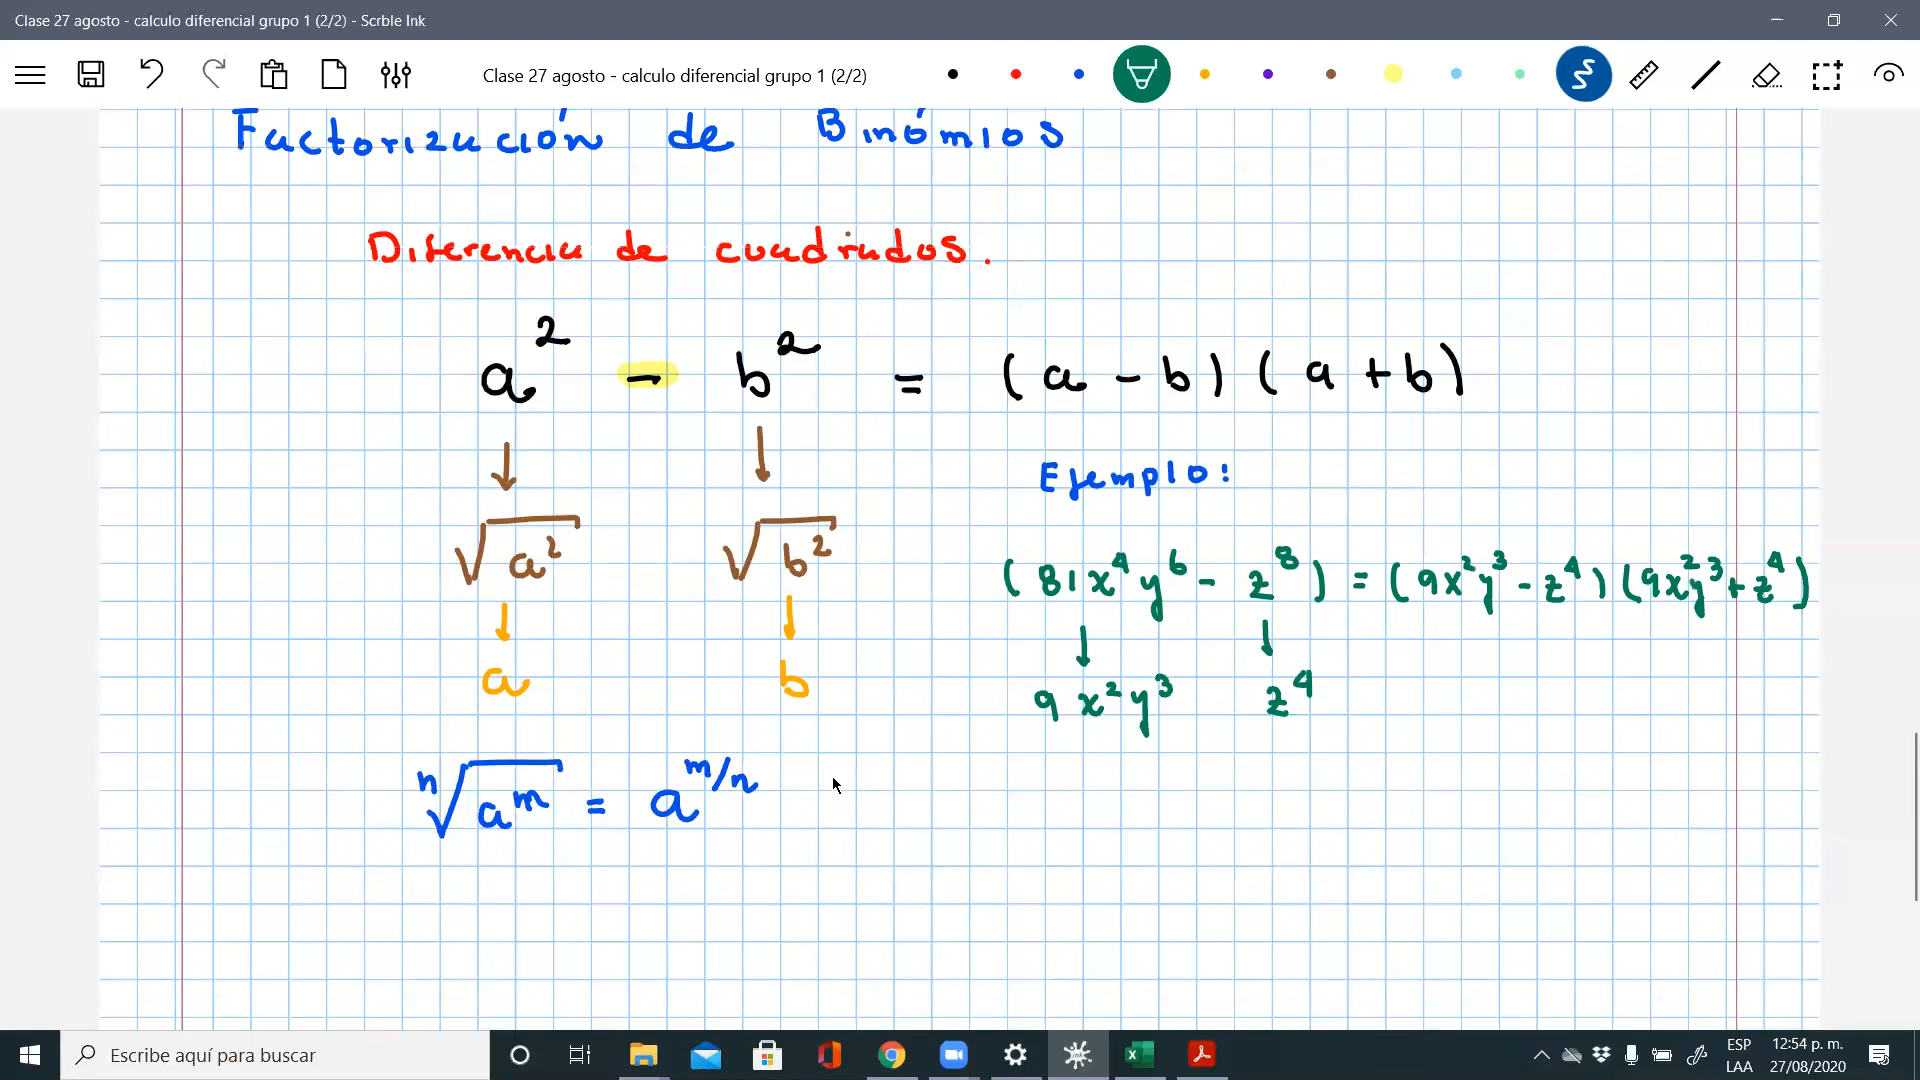 Clase 27 agosto - calculo diferencial grupo 1 (2/2) - Scrble Ink
Clase 27 agosto - calculo diferencial grupo 1 (2/2)
Factorización de Binómios
Diferencia de cuadrados.
a² - b² = (a - b) (a + b)
Ejemplo:
√a² √b²
(81x⁴y⁶ - z⁸) = (9x²y³ - z⁴) (9x²y³ + z⁴)
a b
9x²y³ z⁴
ⁿ√aᵐ = a^m/n
Escribe aquí para buscar
ESP
LAA
12:54 p. m.
27/08/2020